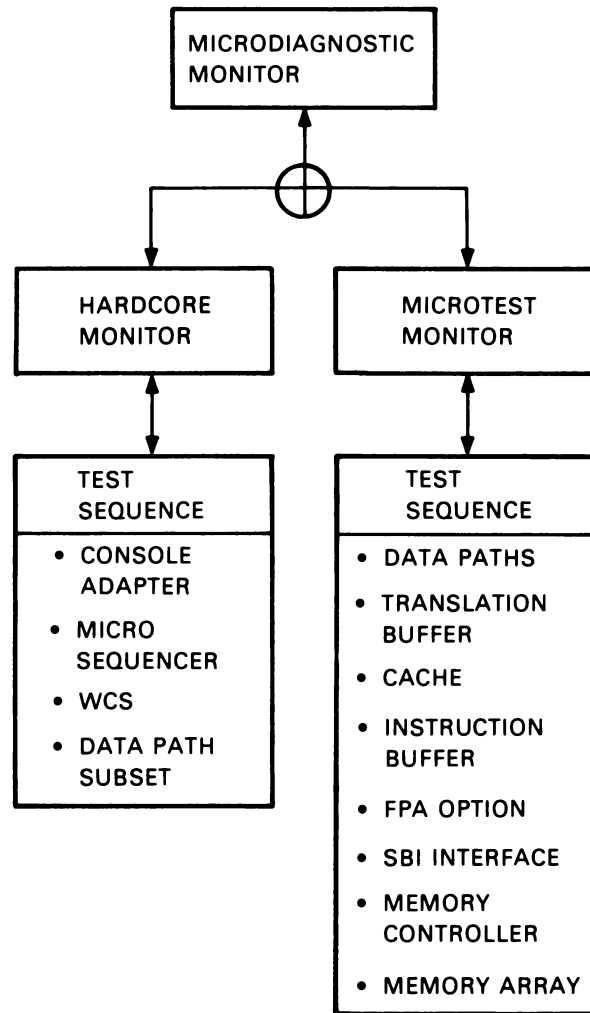 MICRODIAGNOSTIC
MONITOR
HARDCORE
MONITOR
MICROTEST
MONITOR
TEST
SEQUENCE
• CONSOLE
ADAPTER
• MICRO
SEQUENCER
• WCS
• DATA PATH
SUBSET
TEST
SEQUENCE
• DATA PATHS
• TRANSLATION
BUFFER
• CACHE
• INSTRUCTION
BUFFER
• FPA OPTION
• SBI INTERFACE
• MEMORY
CONTROLLER
• MEMORY ARRAY